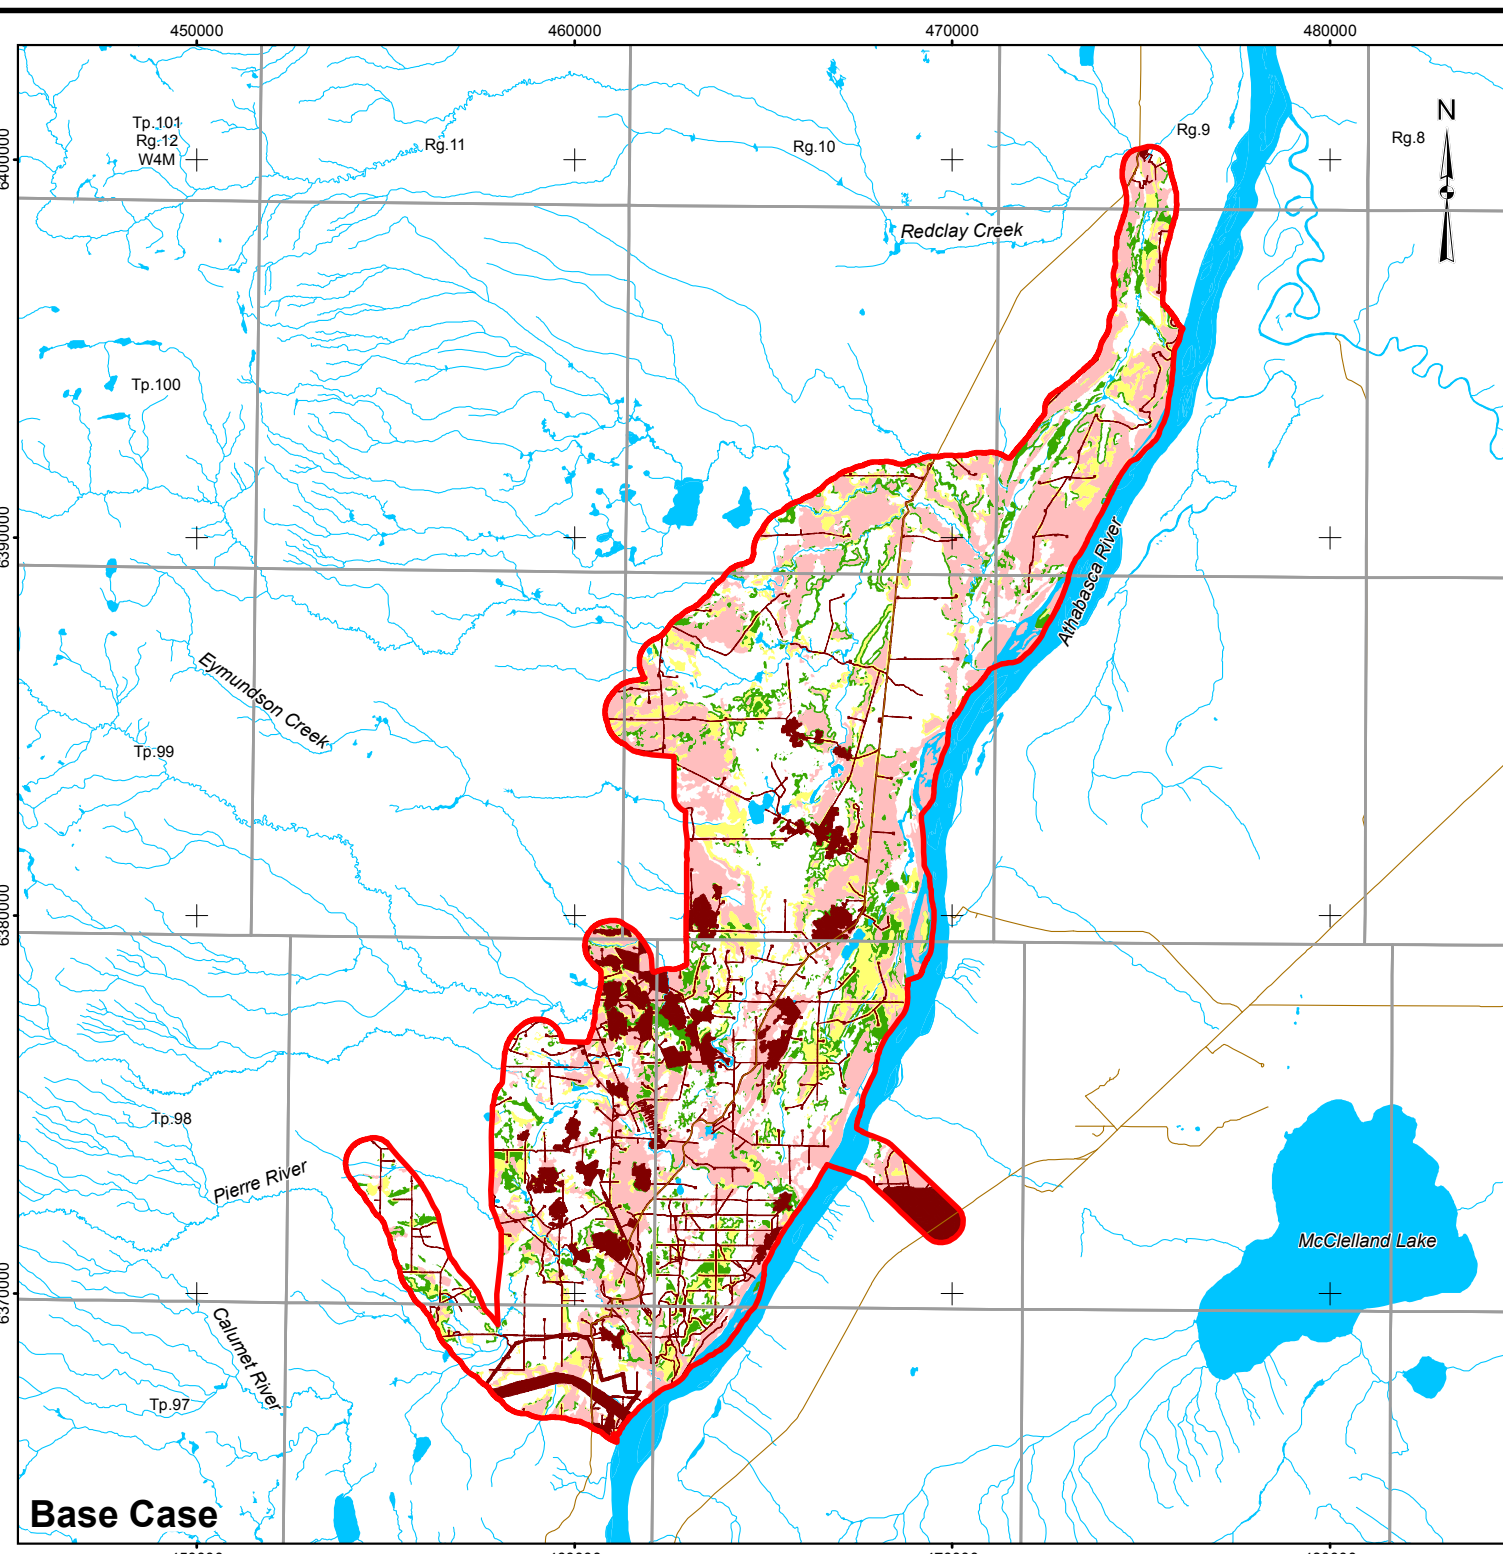 450000
460000
470000
480000
N
Tp.101
Rg.12
W4M
Rg.11
Rg.10
Rg.9
Rg.8
6400000
Redclay Creek
Tp.100
6390000
Athabasca River
Eymundson Creek
Tp.99
6380000
Tp.98
Pierre River
McClelland Lake
6370000
Calumet River
Tp.97
Base Case